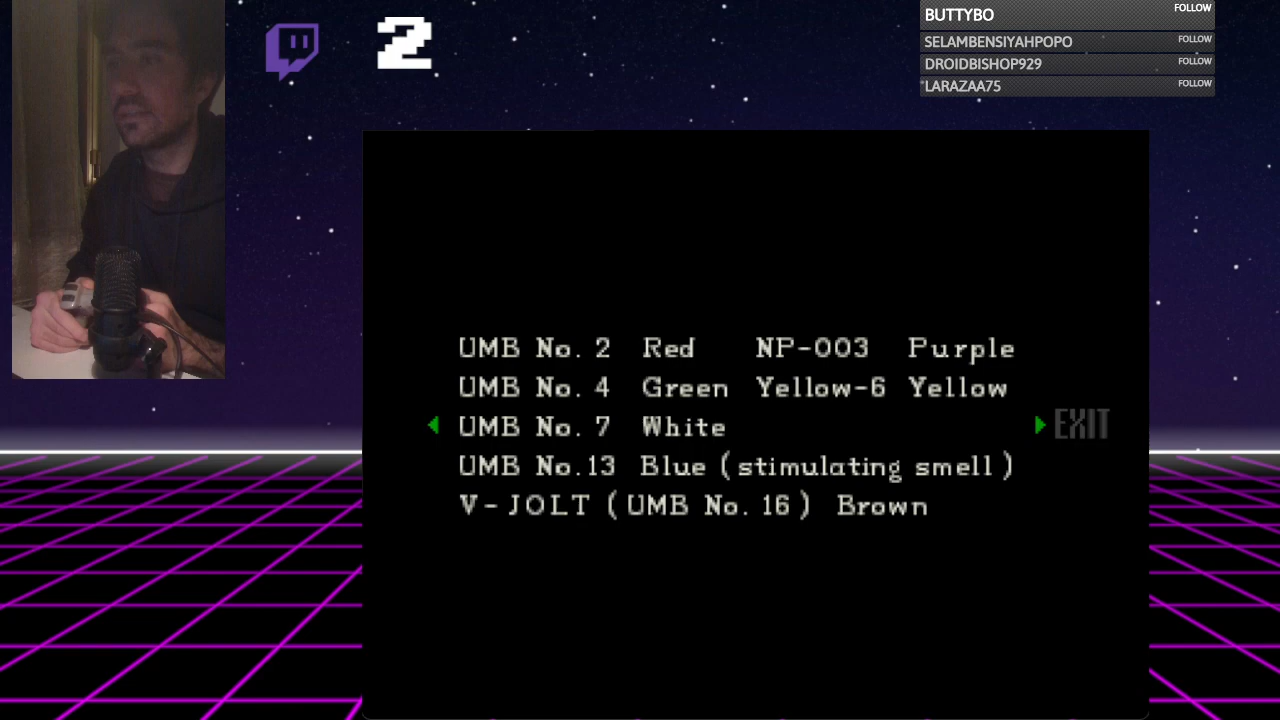 2
BUTTYBO FOLLOW
SELAMBENSIYAHPOPO FOLLOW
DROIDBISHOP929 FOLLOW
LARAZAA75 FOLLOW
UMB No. 2 Red NP-003 Purple
UMB No. 4 Green Yellow-6 Yellow
UMB No. 7 White
EXIT
UMB No.13 Blue (stimulating smell)
V-JOLT (UMB No. 16) Brown